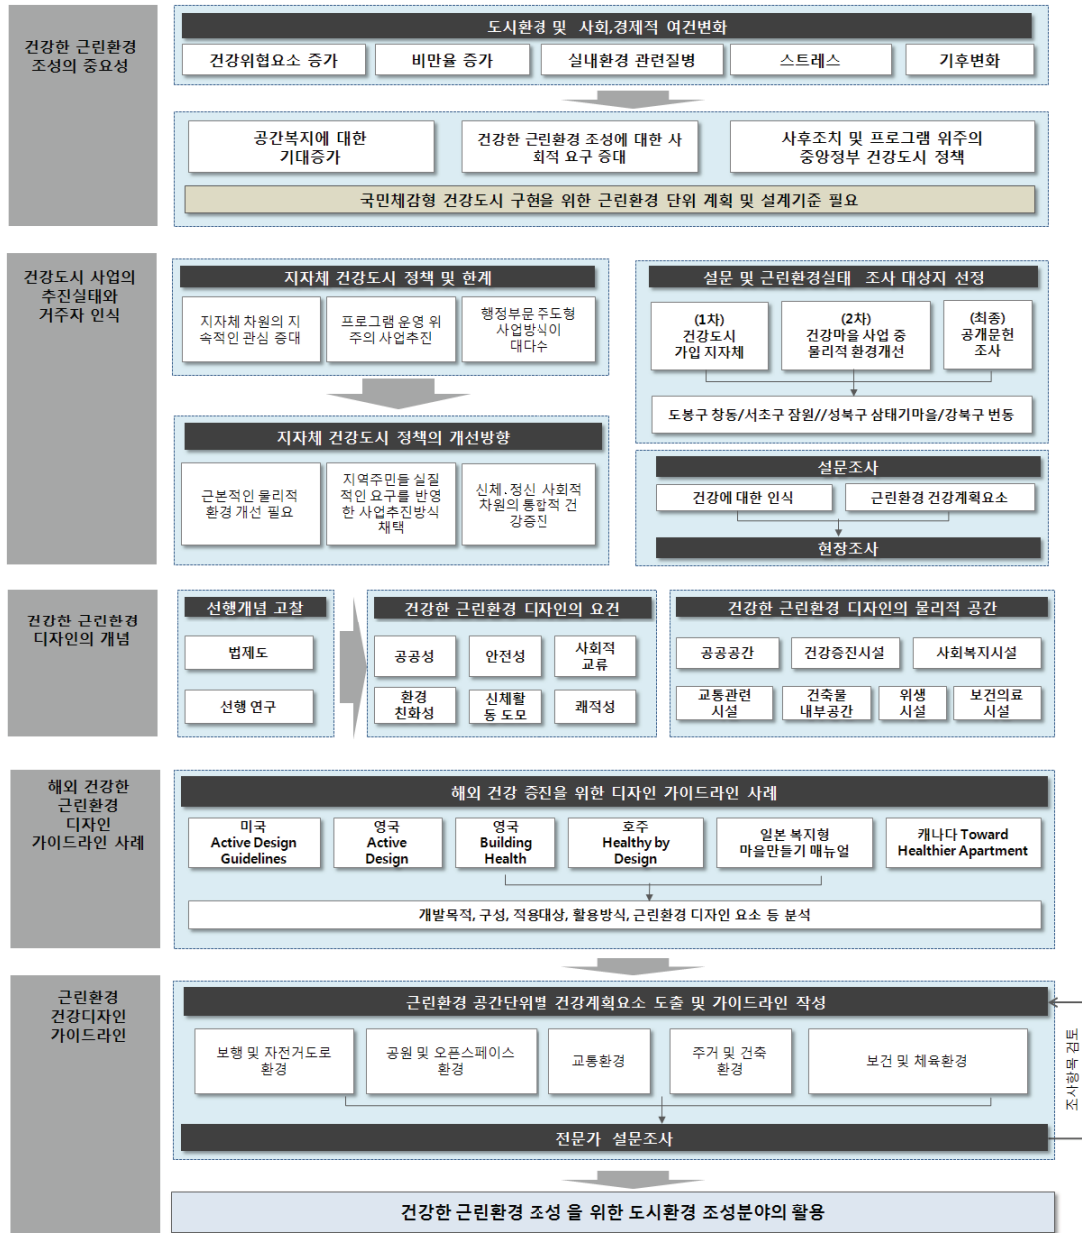 건강한 근린환경
조성의 중요성
도시환경 및 사회,경제적 여건변화
건강위협요소 증가
비만율 증가
실내환경 관련질병
스트레스
기후변화
공간복지에 대한
기대증가
건강한 근린환경 조성에 대한 사
회적 요구 증대
사후조치 및 프로그램 위주의
중앙정부 건강도시 정책
국민체감형 건강도시 구현을 위한 근린환경 단위 계획 및 설계기준 필요
건강도시 사업의
추진실태와
거주자 인식
지자체 건강도시 정책 및 한계
지자체 차원의 지
속적인 관심 증대
프로그램 운영 위
주의 사업추진
행정부문 주도형
사업방식이
대다수
지자체 건강도시 정책의 개선방향
근본적인 물리적
환경 개선 필요
지역주민들 실질
적인 요구를 반영
한 사업추진방식
채택
신체.정신 사회적
차원의 통합적 건
강증진
설문 및 근린환경실태 조사 대상지 선정
(1차)
건강도시
가입 지자체
(2차)
건강마을 사업 중
물리적 환경개선
(최종)
공개문헌
조사
도봉구 창동/서초구 잠원//성북구 삼태기마을/강북구 번동
설문조사
건강에 대한 인식
근린환경 건강계획요소
현장조사
건강한 근린환경
디자인의 개념
선행개념 고찰
법제도
선행 연구
건강한 근린환경 디자인의 요건
공공성
안전성
사회적
교류
환경
친화성
신체활
동 도모
쾌적성
건강한 근린환경 디자인의 물리적 공간
공공공간
건강증진시설
사회복지시설
교통관련
시설
건축물
내부공간
위생
시설
보건의료
시설
해외 건강한
근린환경
디자인
가이드라인 사례
해외 건강 증진을 위한 디자인 가이드라인 사례
미국
Active Design
Guidelines
영국
Active
Design
영국
Building
Health
호주
Healthy by
Design
일본 복지형
마을만들기 매뉴얼
캐나다 Toward
Healthier Apartment
개발목적, 구성, 적용대상, 활용방식, 근린환경 디자인 요소 등 분석
근린환경
건강디자인
가이드라인
근린환경 공간단위별 건강계획요소 도출 및 가이드라인 작성
보행 및 자전거도로
환경
공원 및 오픈스페이스
환경
교통환경
주거 및 건축
환경
보건 및 체육환경
전문가 설문조사
조사항목 검토
건강한 근린환경 조성 을 위한 도시환경 조성분야의 활용